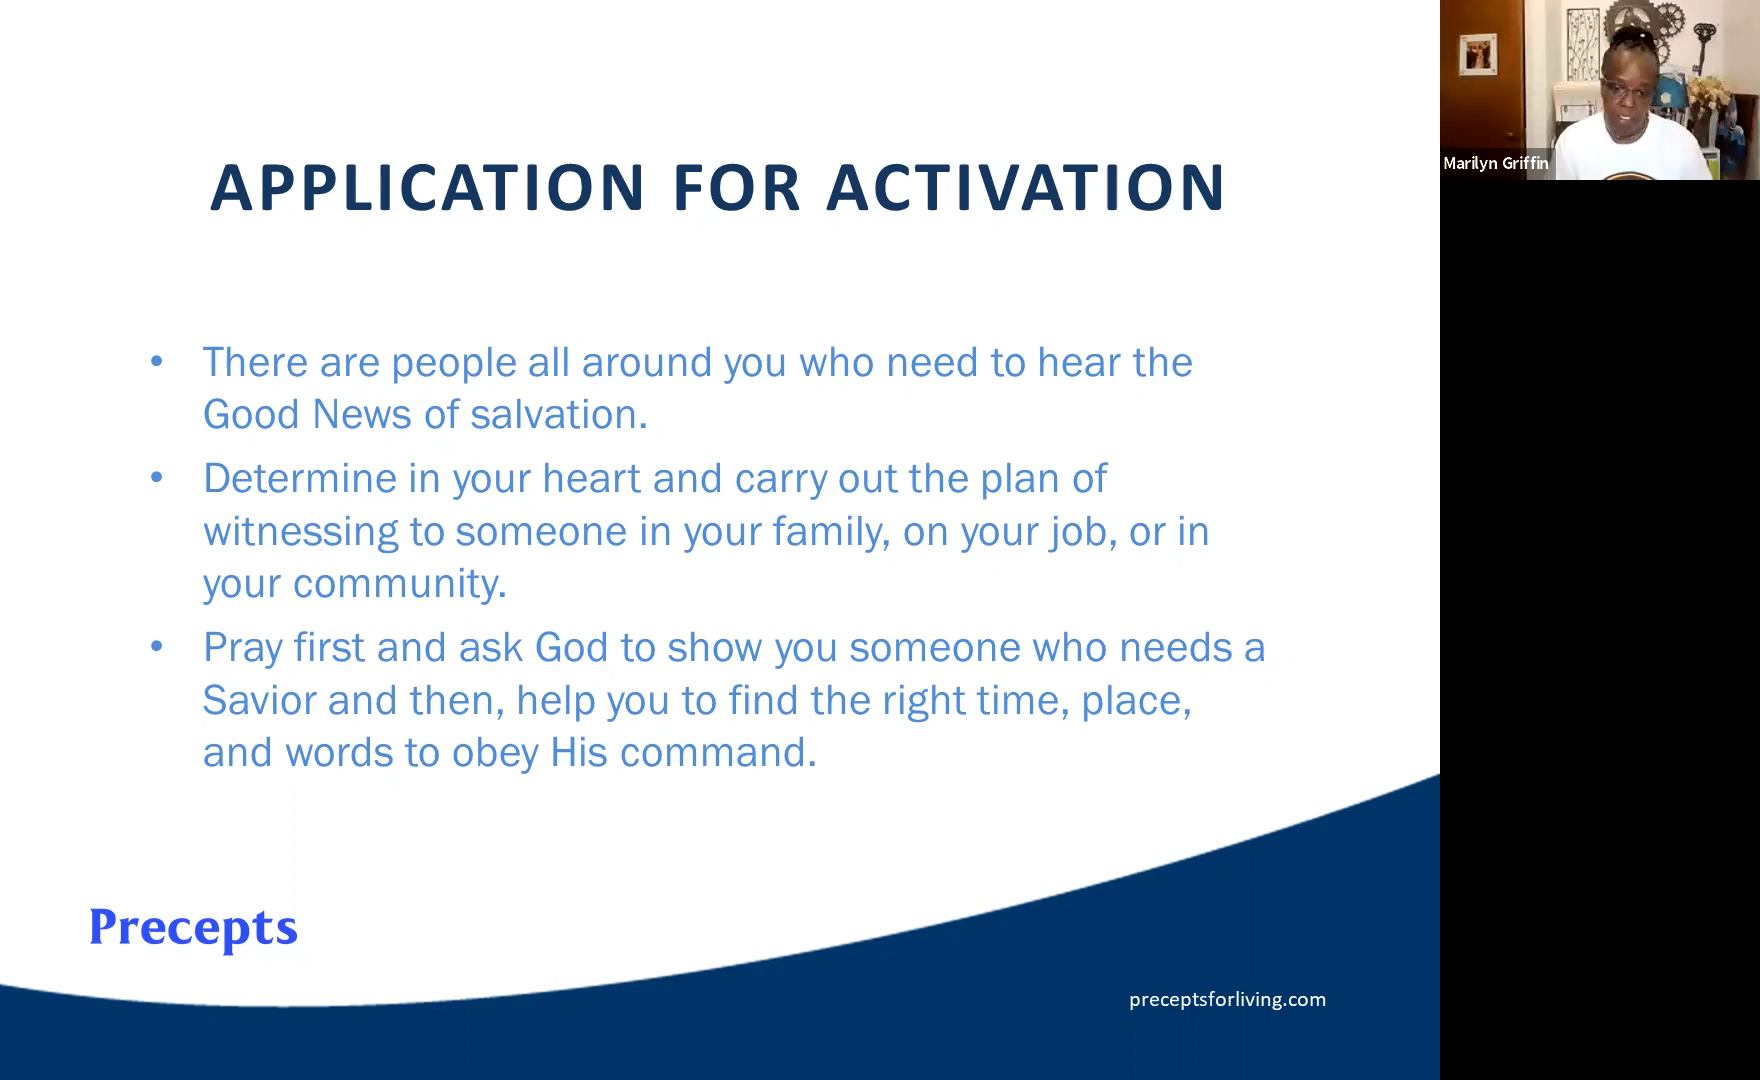 APPLICATION FOR ACTIVATION
• There are people all around you who need to hear the
Good News of salvation.
• Determine in your heart and carry out the plan of
witnessing to someone in your family, on your job, or in
your community.
• Pray first and ask God to show you someone who needs a
Savior and then, help you to find the right time, place,
and words to obey His command.
Precepts
preceptsforliving.com
Marilyn Griffin